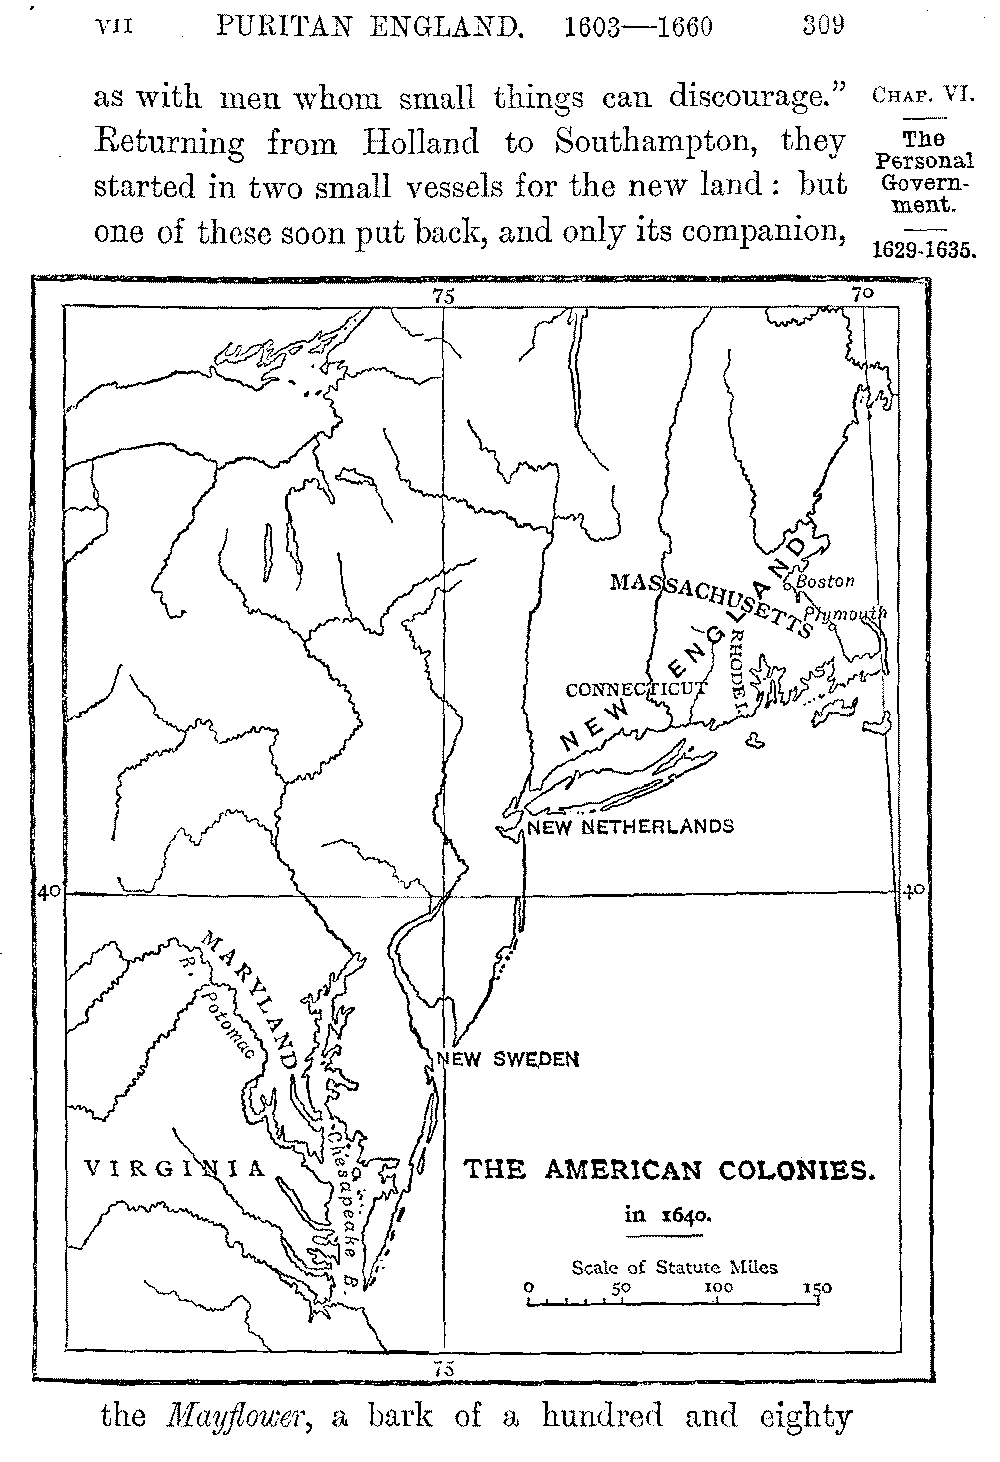 VII PURITAN ENGLAND. 1603—1660 309
as with men whom small things can discourage.”
Returning from Holland to Southampton, they
started in two small vessels for the new land : but
one of these soon put back, and only its companion,
CHAP. VI.
The
Personal
Govern-
ment.
1629-1635.
75 70
NEW ENGLAND
MASSACHUSETTS
Boston
Plymouth
RHODE I.
CONNECTICUT
NEW NETHERLANDS
40 40
MARYLAND
R. Potomac
NEW SWEDEN
Chesapeake B.
VIRGINIA
THE AMERICAN COLONIES.
in 1640.
Scale of Statute Miles
0 50 100 150
75
the Mayflower, a bark of a hundred and eighty